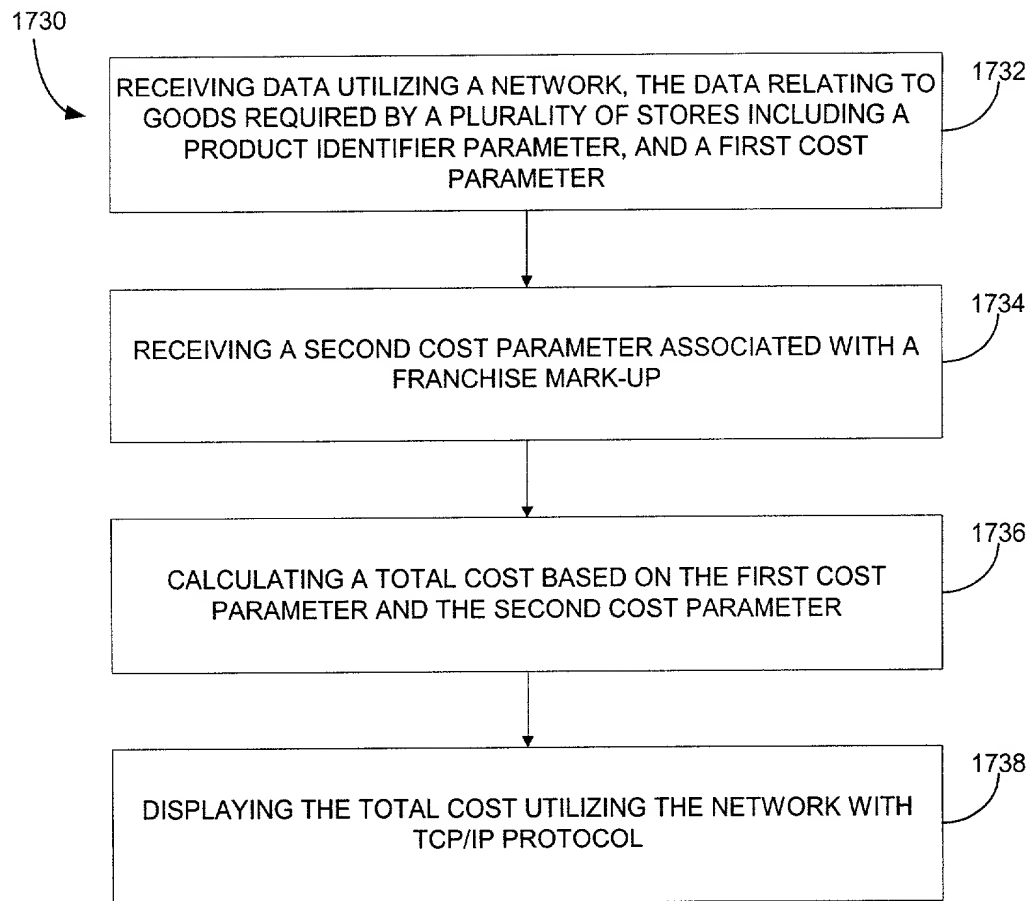 1730
RECEIVING DATA UTILIZING A NETWORK, THE DATA RELATING TO
GOODS REQUIRED BY A PLURALITY OF STORES INCLUDING A
PRODUCT IDENTIFIER PARAMETER, AND A FIRST COST
PARAMETER
1732
RECEIVING A SECOND COST PARAMETER ASSOCIATED WITH A
FRANCHISE MARK-UP
1734
CALCULATING A TOTAL COST BASED ON THE FIRST COST
PARAMETER AND THE SECOND COST PARAMETER
1736
DISPLAYING THE TOTAL COST UTILIZING THE NETWORK WITH
TCP/IP PROTOCOL
1738